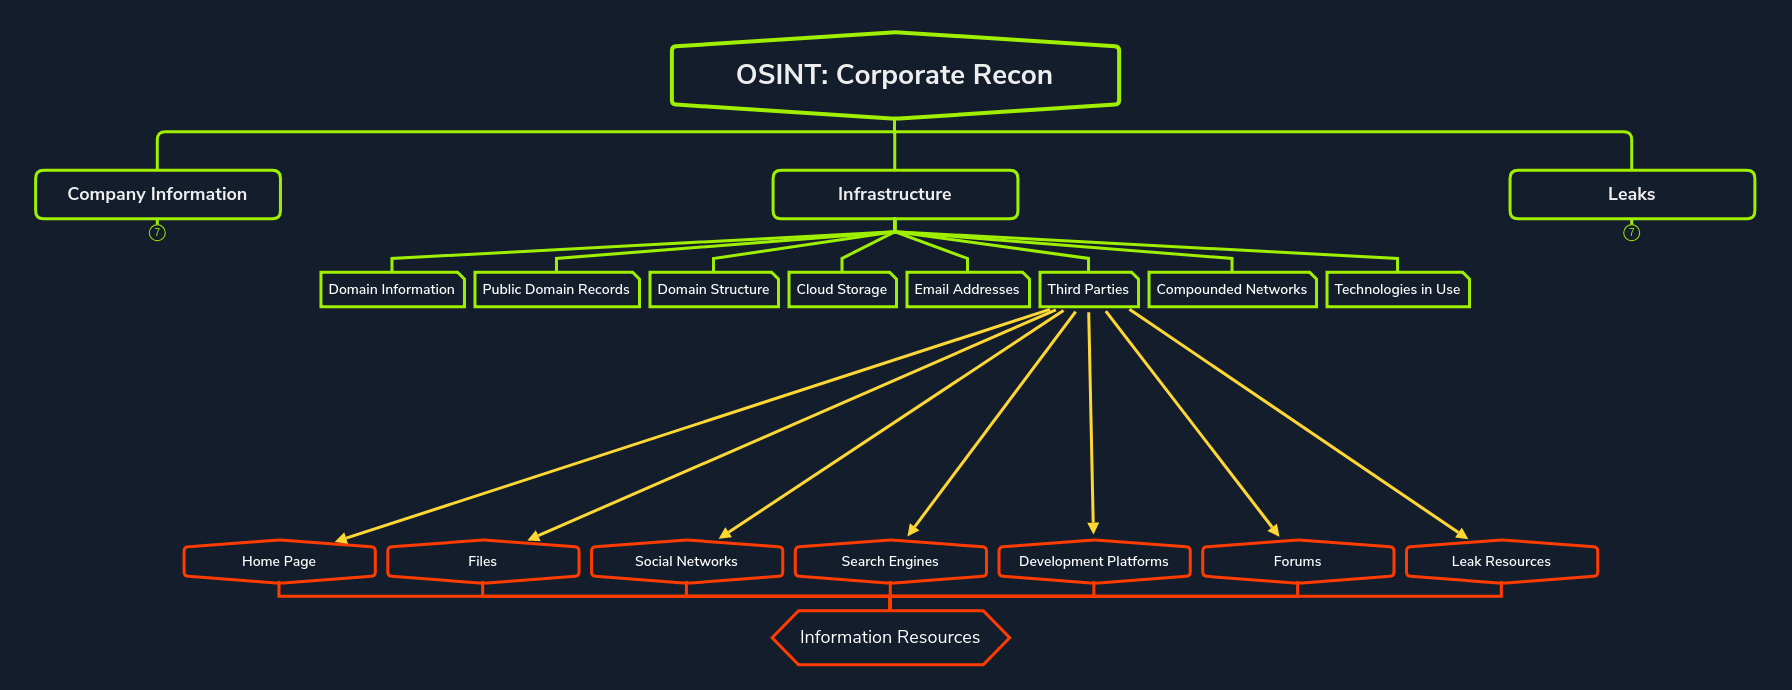 OSINT: Corporate Recon
Company Information
Infrastructure
Leaks
7
7
Domain Information
Public Domain Records
Domain Structure
Cloud Storage
Email Addresses
Third Parties
Compounded Networks
Technologies in Use
Home Page
Files
Social Networks
Search Engines
Development Platforms
Forums
Leak Resources
Information Resources